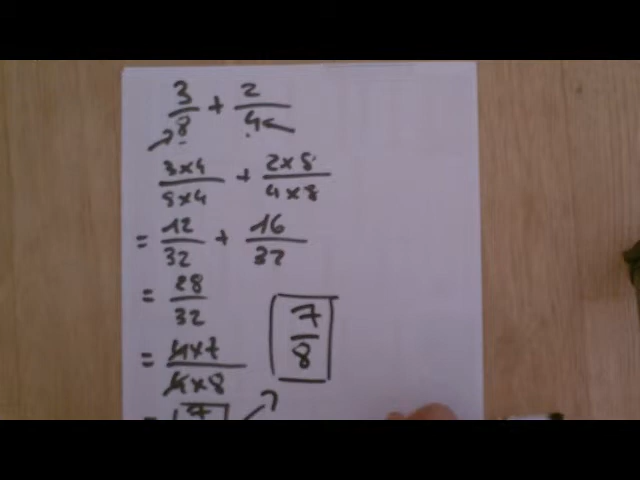 3/8 + 2/4
3×4/8×4 + 2×8/4×8
= 12/32 + 16/32
= 28/32
= 4×7/4×8
7/8
= 7